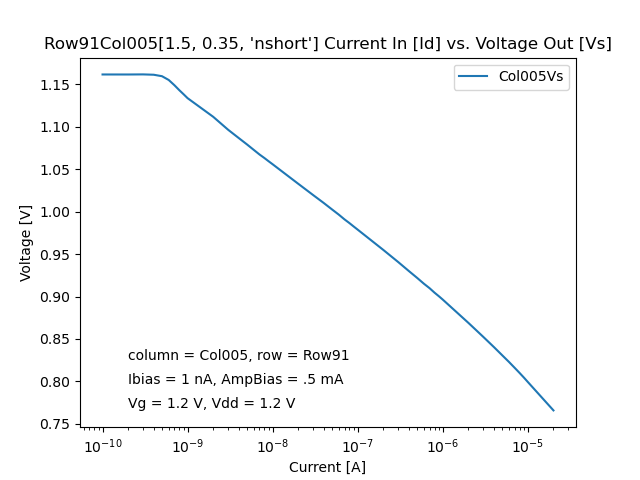 Row91Col005[1.5, 0.35, 'nshort'] Current In [Id] vs. Voltage Out [Vs]
Col005Vs
1.15
1.10
1.05
1.00
0.95
0.90
0.85
0.80
0.75
Voltage [V]
column = Col005, row = Row91
Ibias = 1 nA, AmpBias = .5 mA
Vg = 1.2 V, Vdd = 1.2 V
10⁻¹⁰ 10⁻⁹ 10⁻⁸ 10⁻⁷ 10⁻⁶ 10⁻⁵
Current [A]